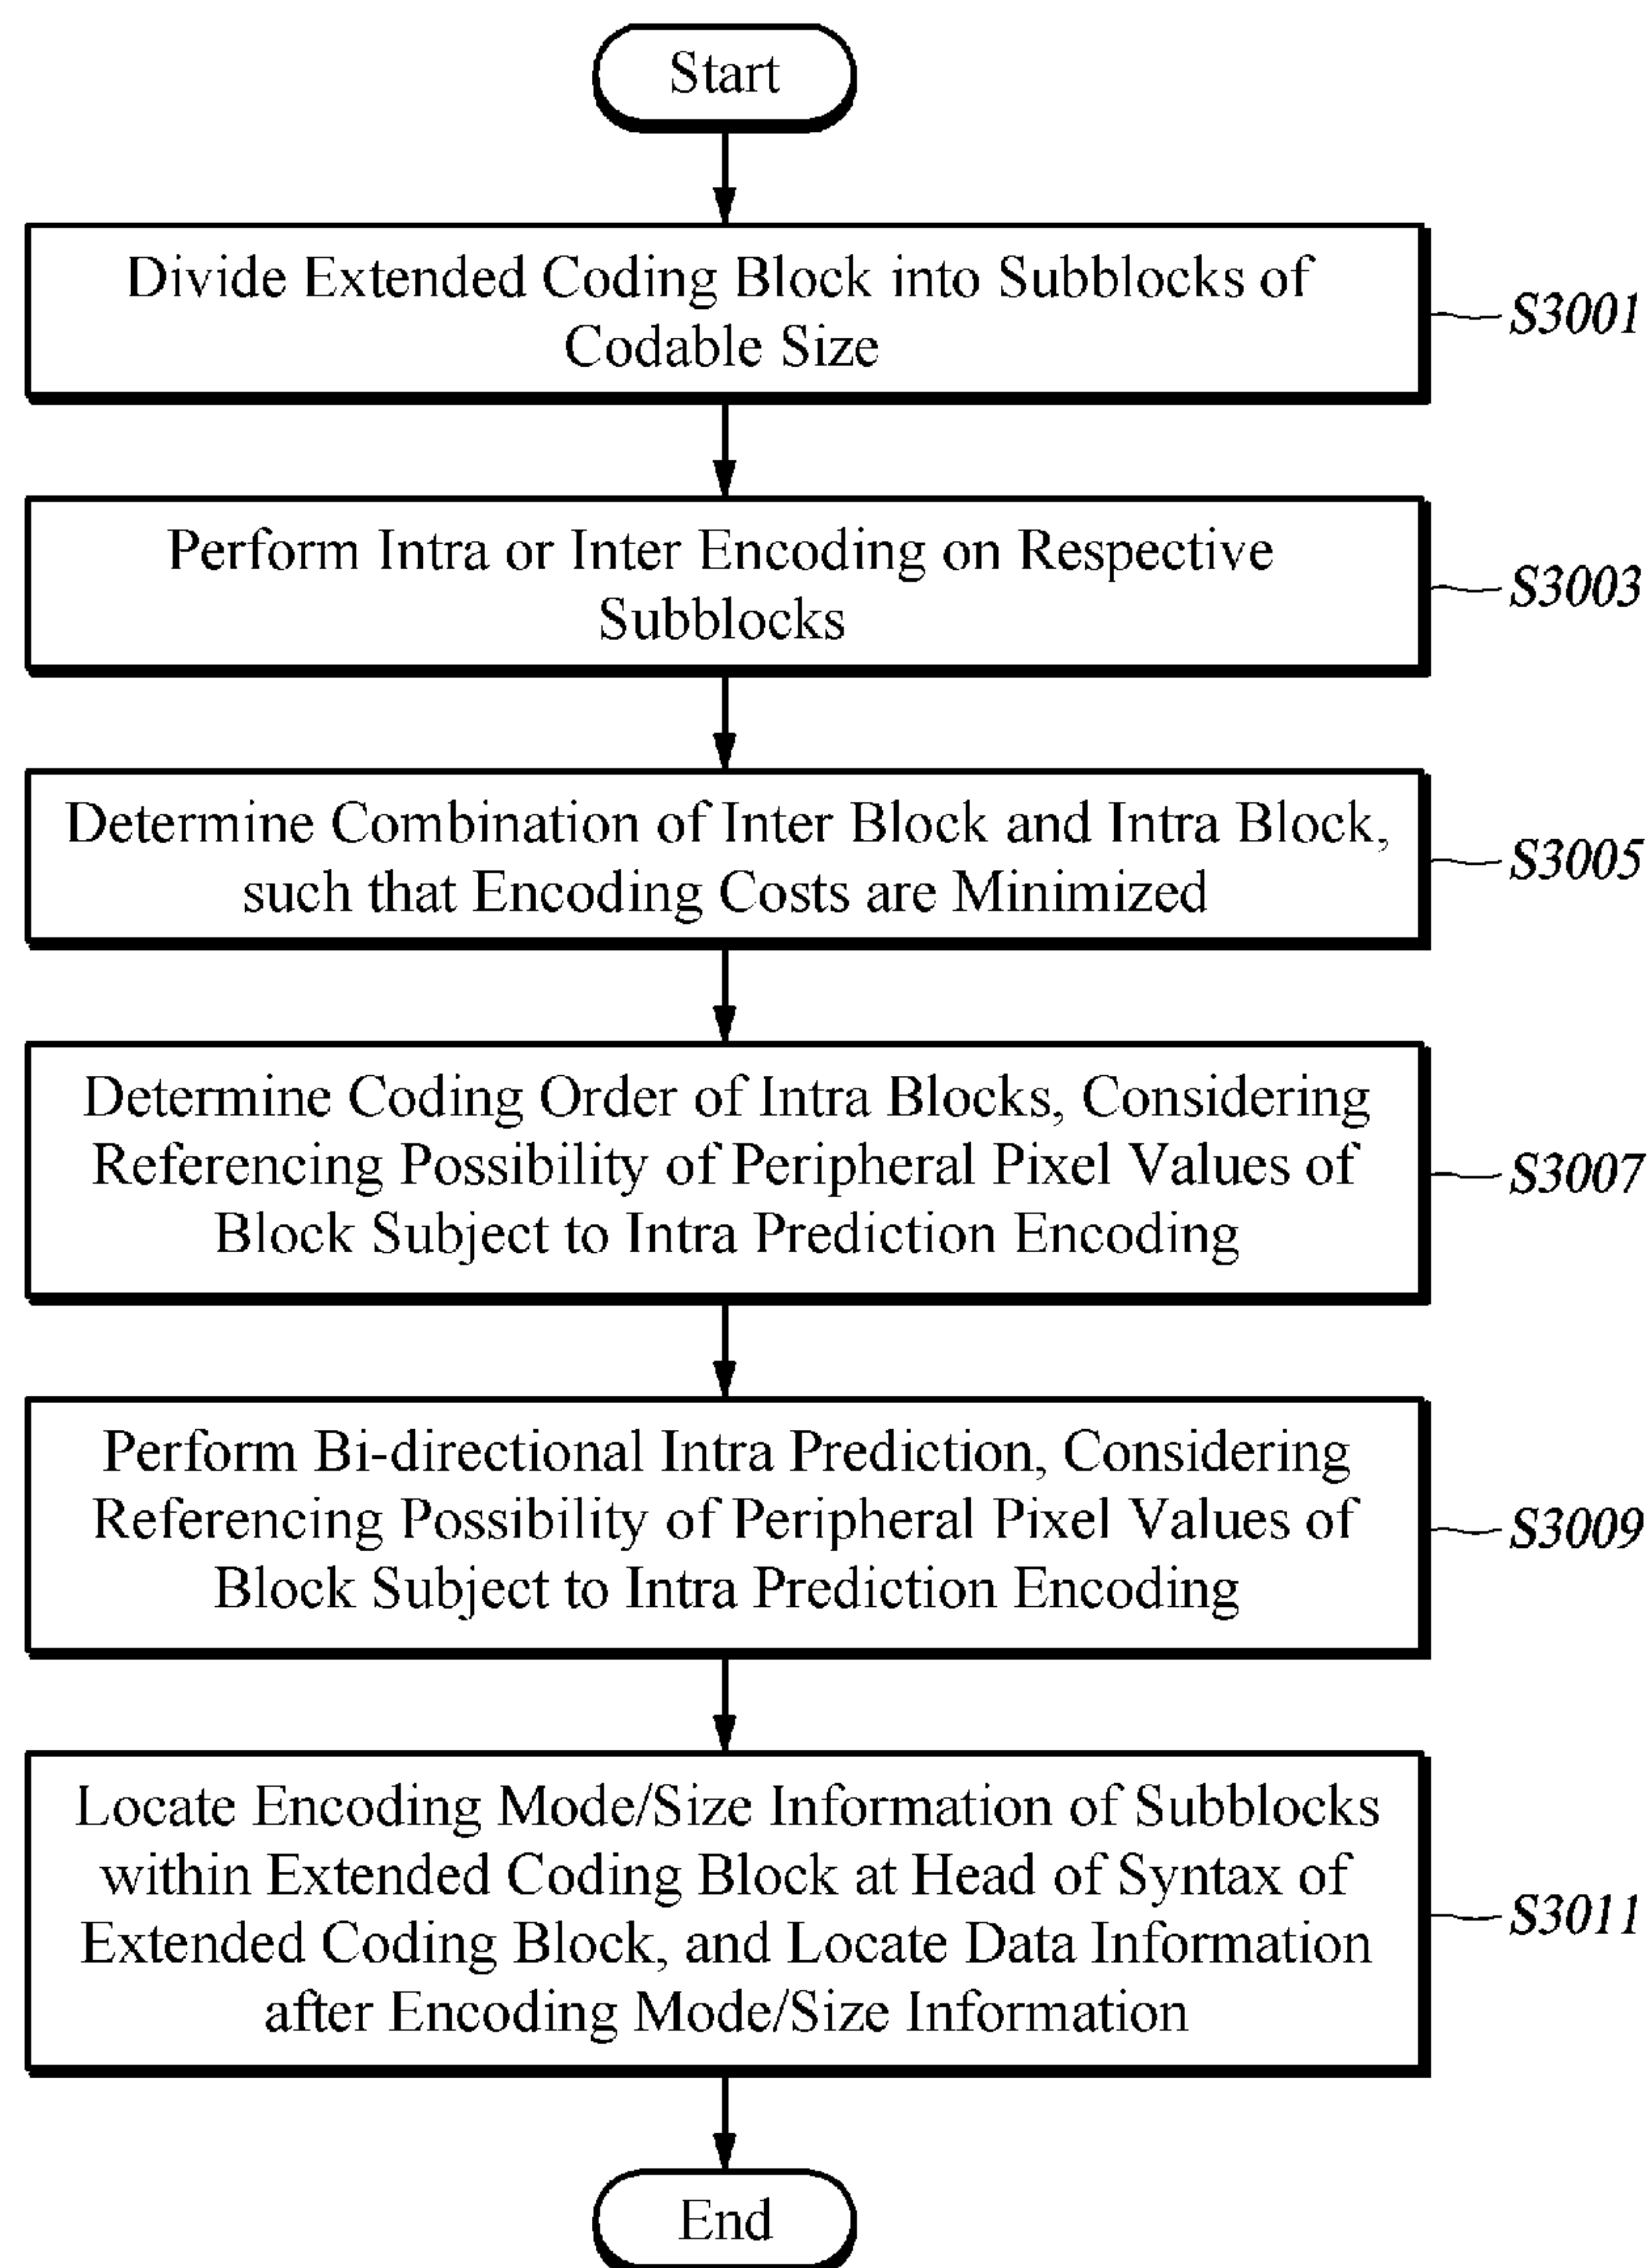 Start
Divide Extended Coding Block into Subblocks of
Codable Size
S3001
Perform Intra or Inter Encoding on Respective
Subblocks
S3003
Determine Combination of Inter Block and Intra Block,
such that Encoding Costs are Minimized
S3005
Determine Coding Order of Intra Blocks, Considering
Referencing Possibility of Peripheral Pixel Values of
Block Subject to Intra Prediction Encoding
S3007
Perform Bi-directional Intra Prediction, Considering
Referencing Possibility of Peripheral Pixel Values of
Block Subject to Intra Prediction Encoding
S3009
Locate Encoding Mode/Size Information of Subblocks
within Extended Coding Block at Head of Syntax of
Extended Coding Block, and Locate Data Information
after Encoding Mode/Size Information
S3011
End